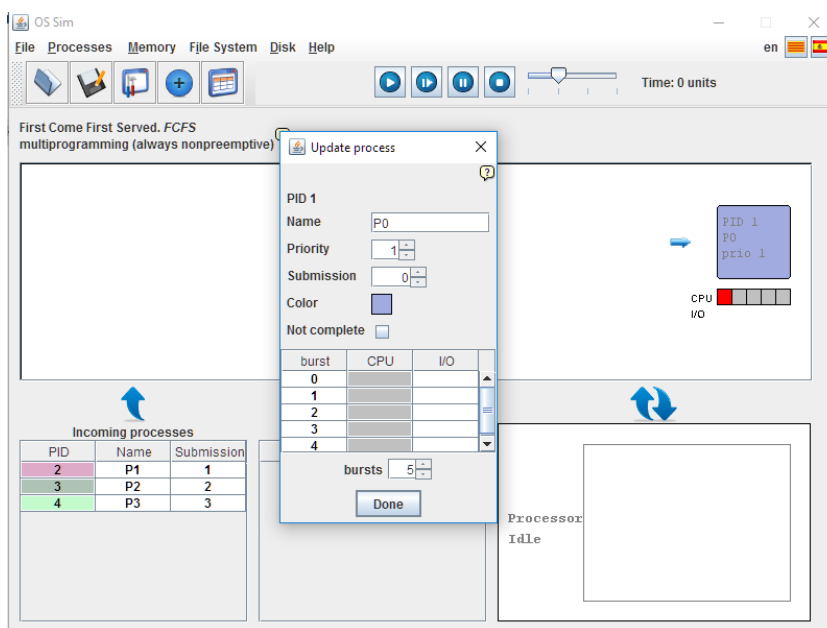 OS Sim
File Processes Memory File System Disk Help
en
Time: 0 units
First Come First Served. FCFS
multiprogramming (always nonpreemptive)
Update process
?
PID 1
Name P0
Priority 1
Submission 0
Color
Not complete
burst CPU I/O
0
1
2
3
4
bursts 5
Done
PID 1
P0
prio 1
CPU
I/O
Incoming processes
PID Name Submission
2 P1 1
3 P2 2
4 P3 3
Processor
Idle